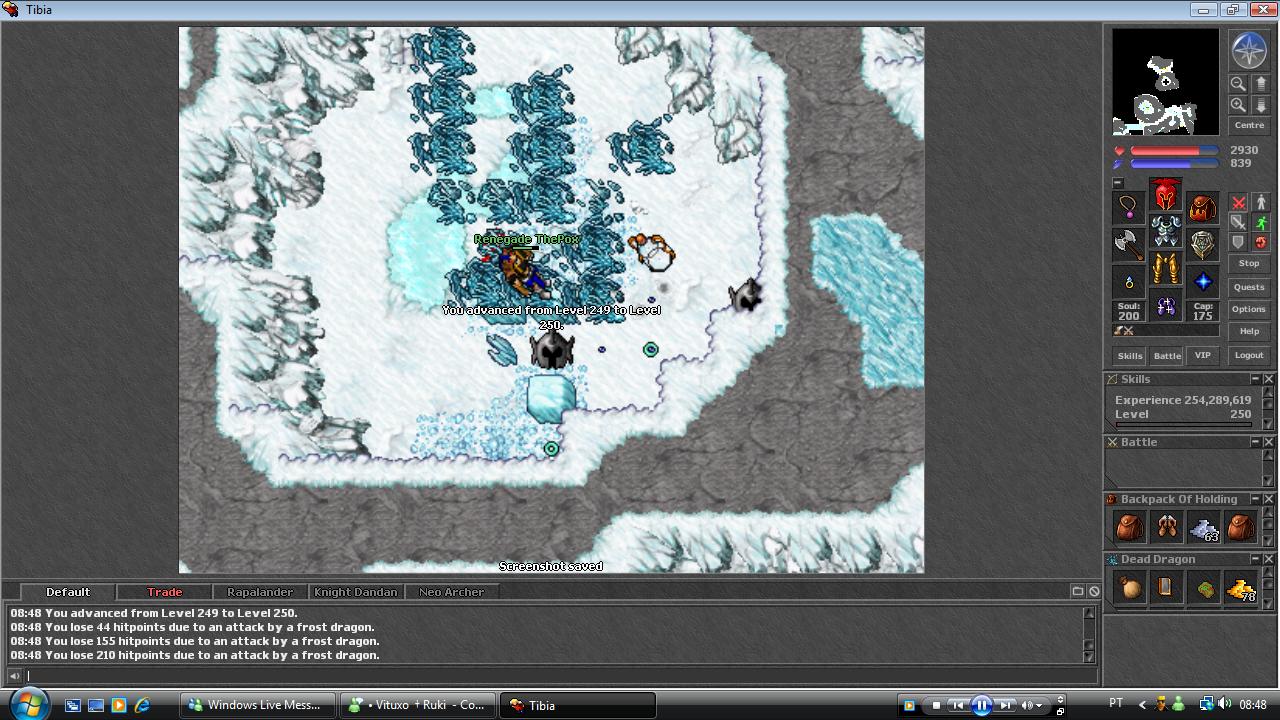 Tibia
Renegade ThePox
You advanced from Level 249 to Level
250.
Screenshot saved
Centre
2930
839
Soul:
200
Cap:
175
Stop
Quests
Options
Help
Skills
Battle
VIP
Logout
Skills
Experience 254,289,619
Level 250
Battle
Backpack Of Holding
63
Dead Dragon
78
Default
Trade
Rapalander
Knight Dandan
Neo Archer
08:48 You advanced from Level 249 to Level 250.
08:48 You lose 44 hitpoints due to an attack by a frost dragon.
08:48 You lose 155 hitpoints due to an attack by a frost dragon.
08:48 You lose 210 hitpoints due to an attack by a frost dragon.
Windows Live Mess...
• Vituxo † Ruki - Co...
Tibia
PT
08:48